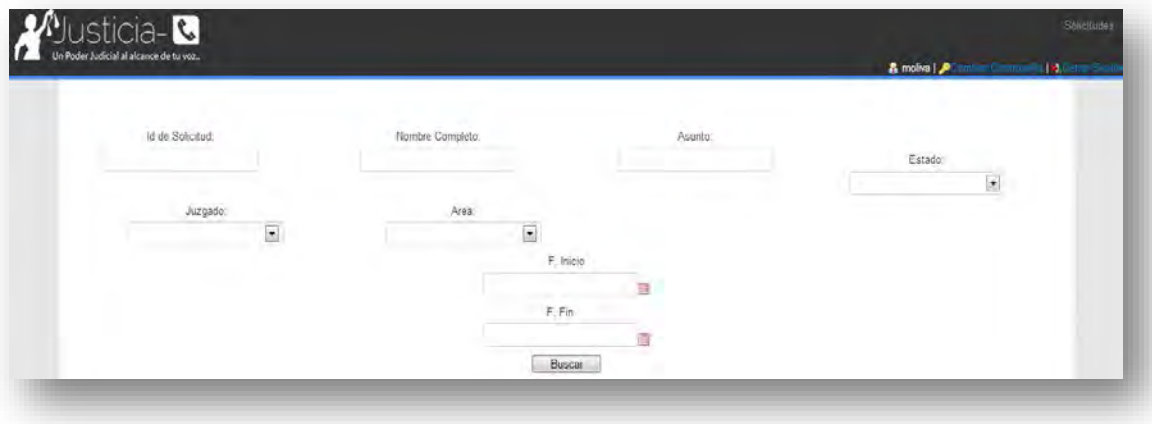 Justicia-
Un Poder Judicial al alcance de tu voz..
Solicitudes
moliva | Cambiar Contraseña | Cerrar Sesión
Id de Solicitud:
Nombre Completo:
Asunto:
Estado:
Juzgado:
Area:
F. Inicio
F. Fin
Buscar